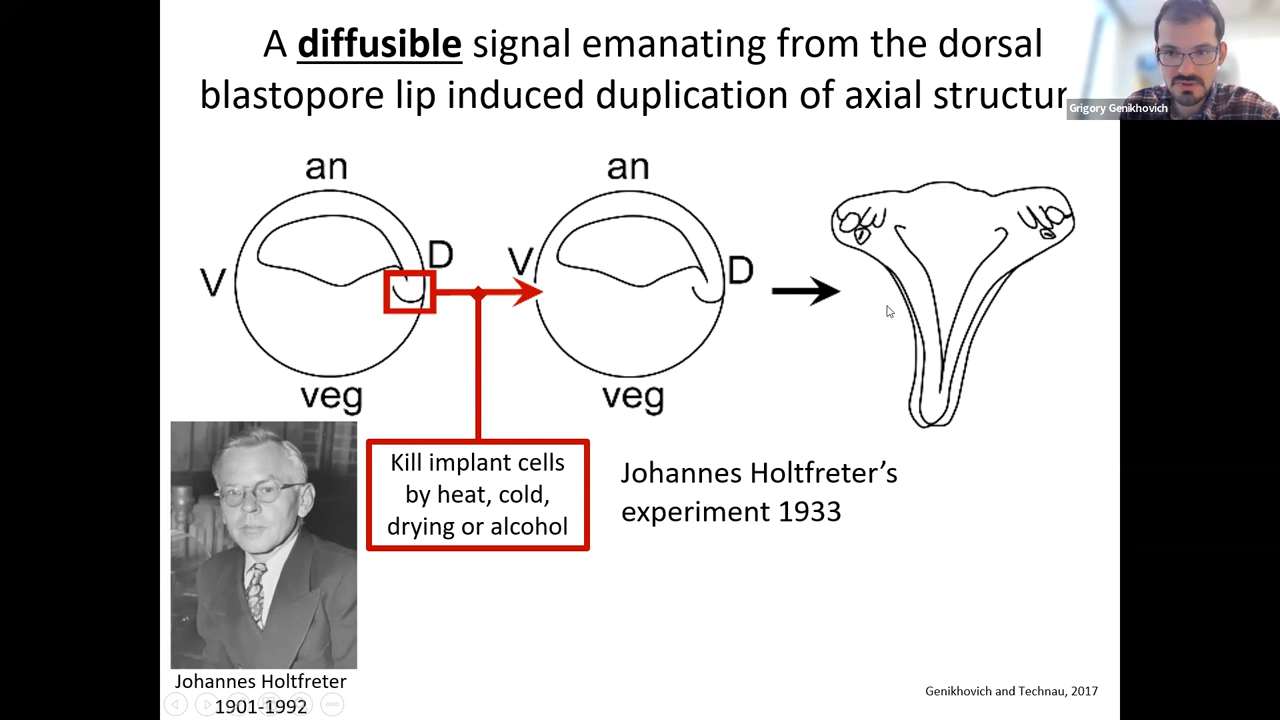 A diffusible signal emanating from the dorsal
blastopore lip induced duplication of axial structur
Grigory Genikhovich
an
an
D
V
V
D
veg
veg
Kill implant cells
by heat, cold,
drying or alcohol
Johannes Holtfreter’s
experiment 1933
Johannes Holtfreter
1901-1992
Genikhovich and Technau, 2017